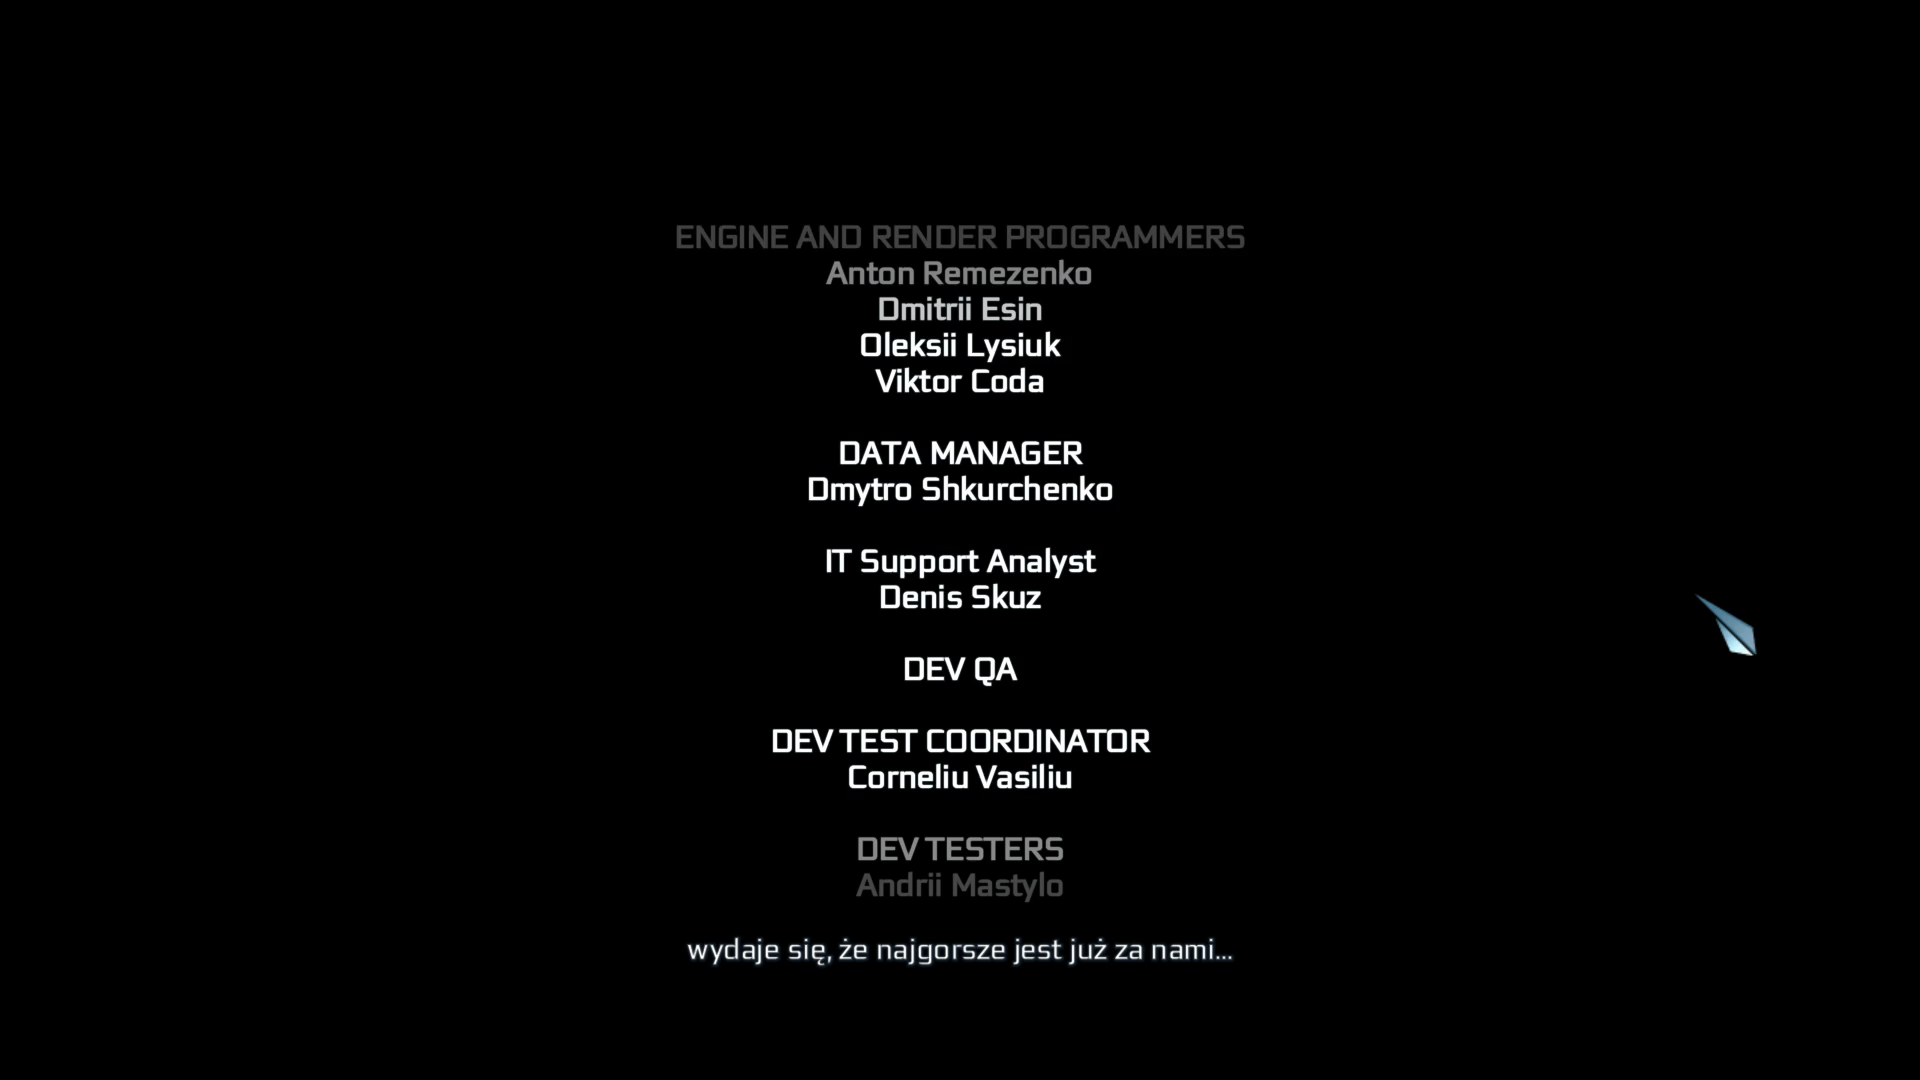 ENGINE AND RENDER PROGRAMMERS
Anton Remezenko
Dmitrii Esin
Oleksii Lysiuk
Viktor Coda
DATA MANAGER
Dmytro Shkurchenko
IT Support Analyst
Denis Skuz
DEV QA
DEV TEST COORDINATOR
Corneliu Vasiliu
DEV TESTERS
Andrii Mastylo
wydaje się, że najgorsze jest już za nami...